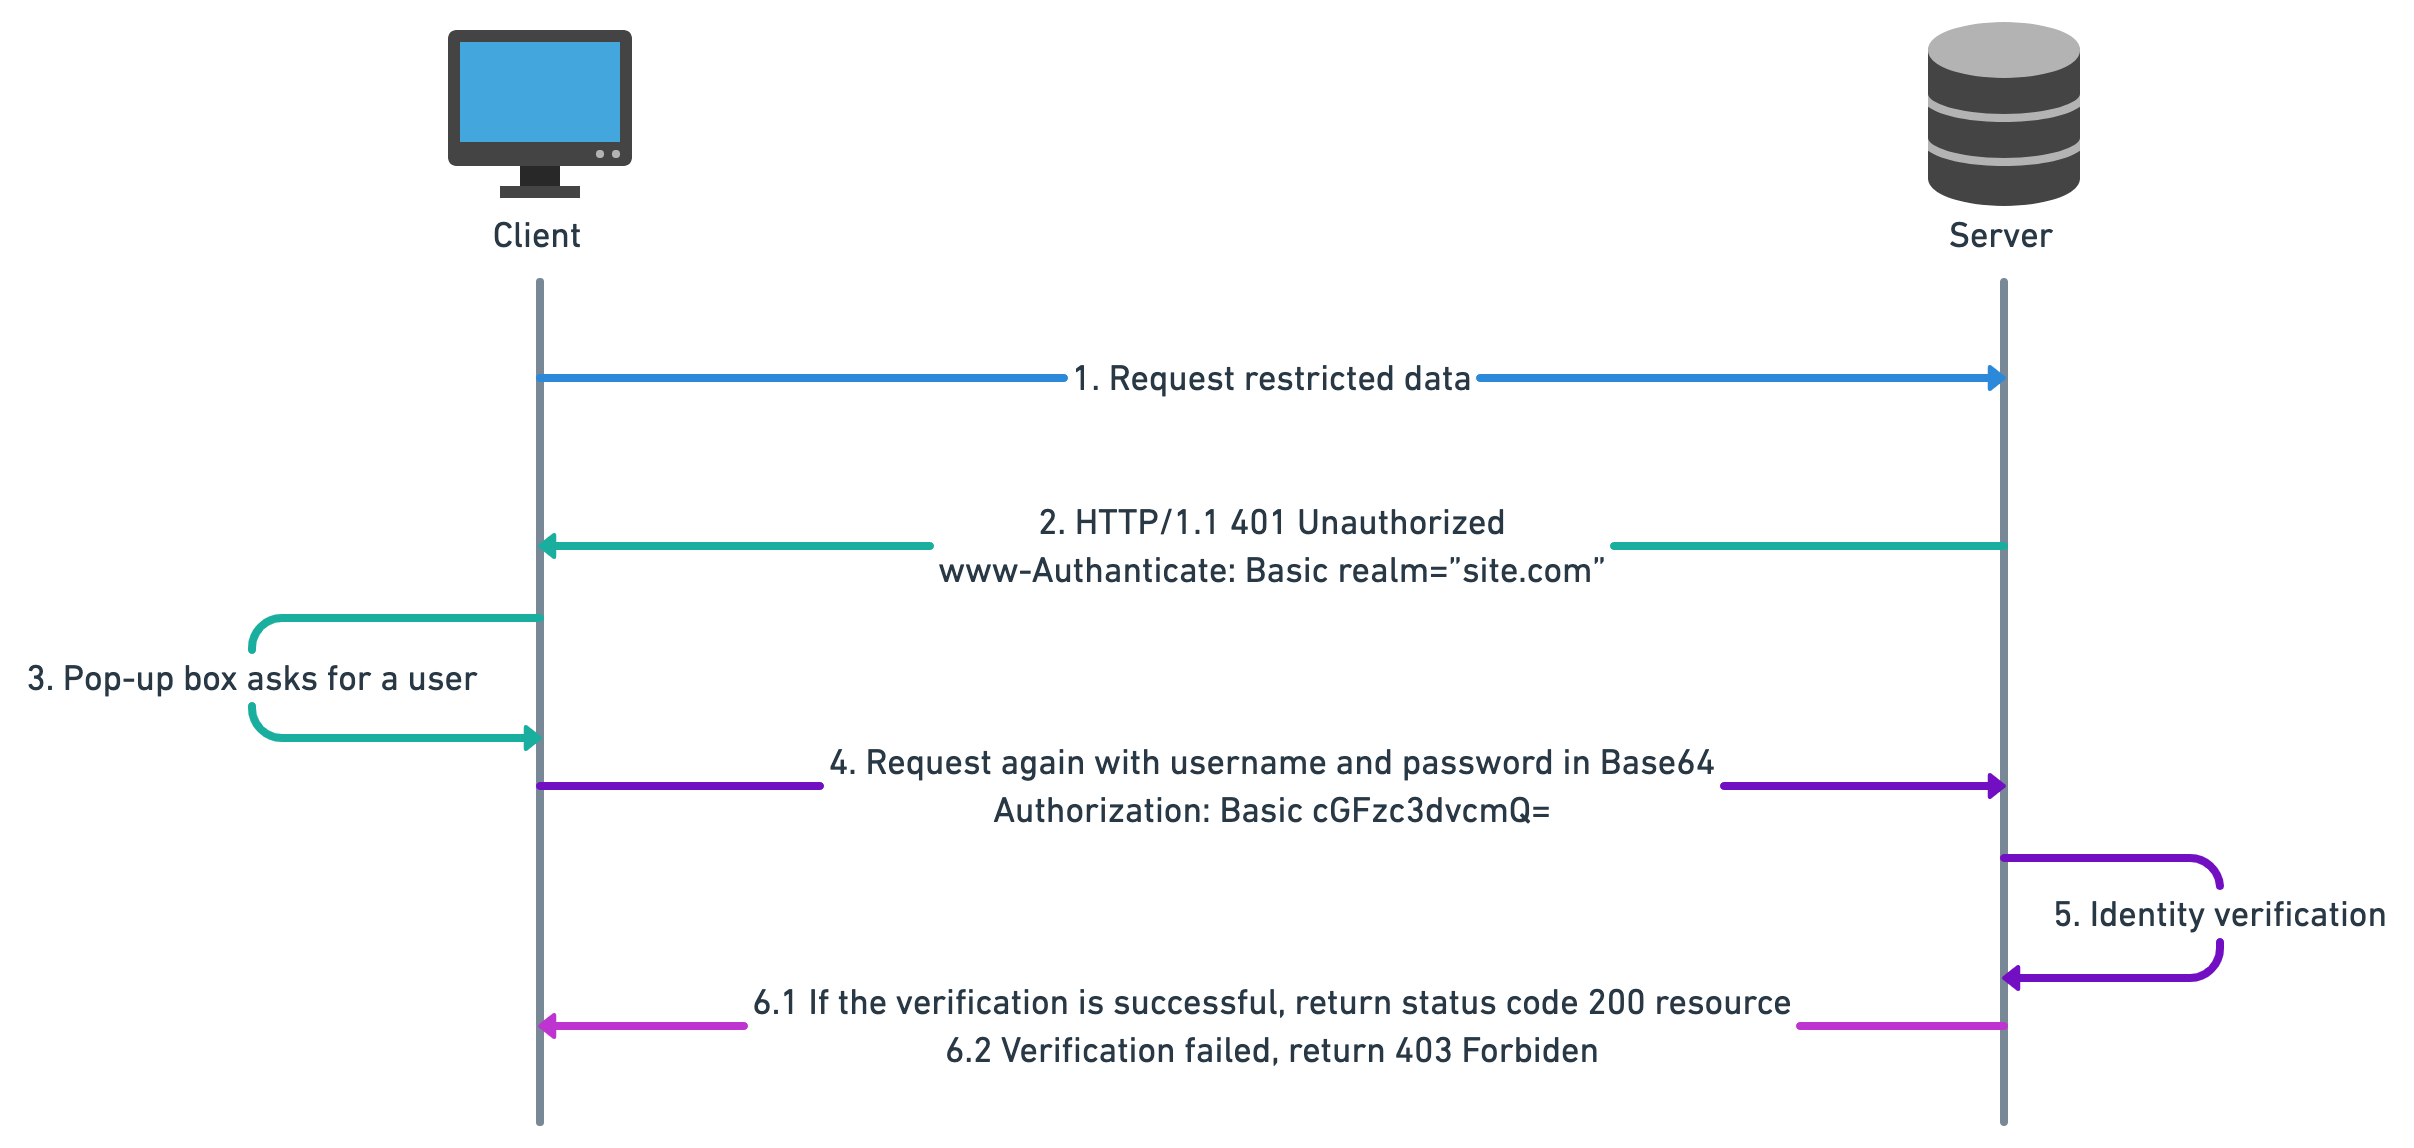 Client
Server
1. Request restricted data
2. HTTP/1.1 401 Unauthorized
www-Authanticate: Basic realm=”site.com”
3. Pop-up box asks for a user
4. Request again with username and password in Base64
Authorization: Basic cGFzc3dvcmQ=
5. Identity verification
6.1 If the verification is successful, return status code 200 resource
6.2 Verification failed, return 403 Forbiden